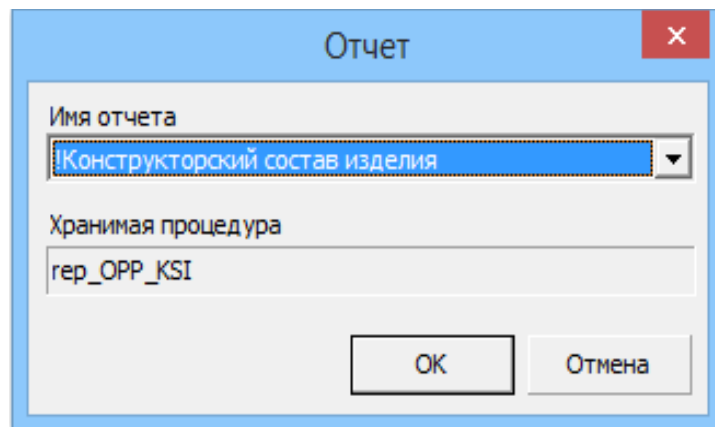 Отчет
Имя отчета
!Конструкторский состав изделия
Хранимая процедура
rep_OPP_KSI
OK
Отмена